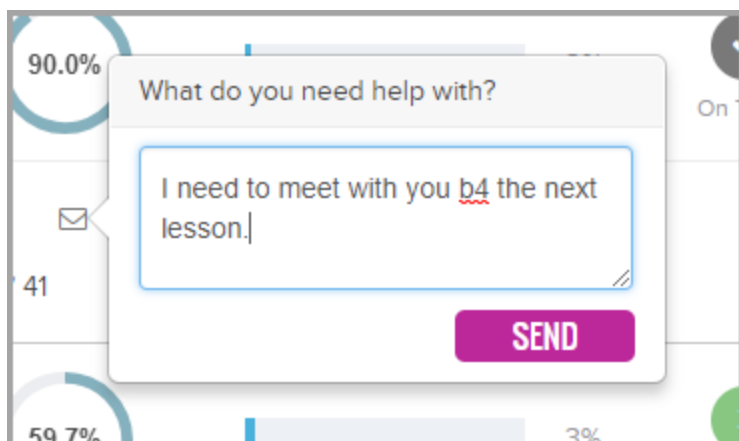 90.0%
What do you need help with?
On
I need to meet with you b4 the next
lesson.
41
SEND
59.7%
3%